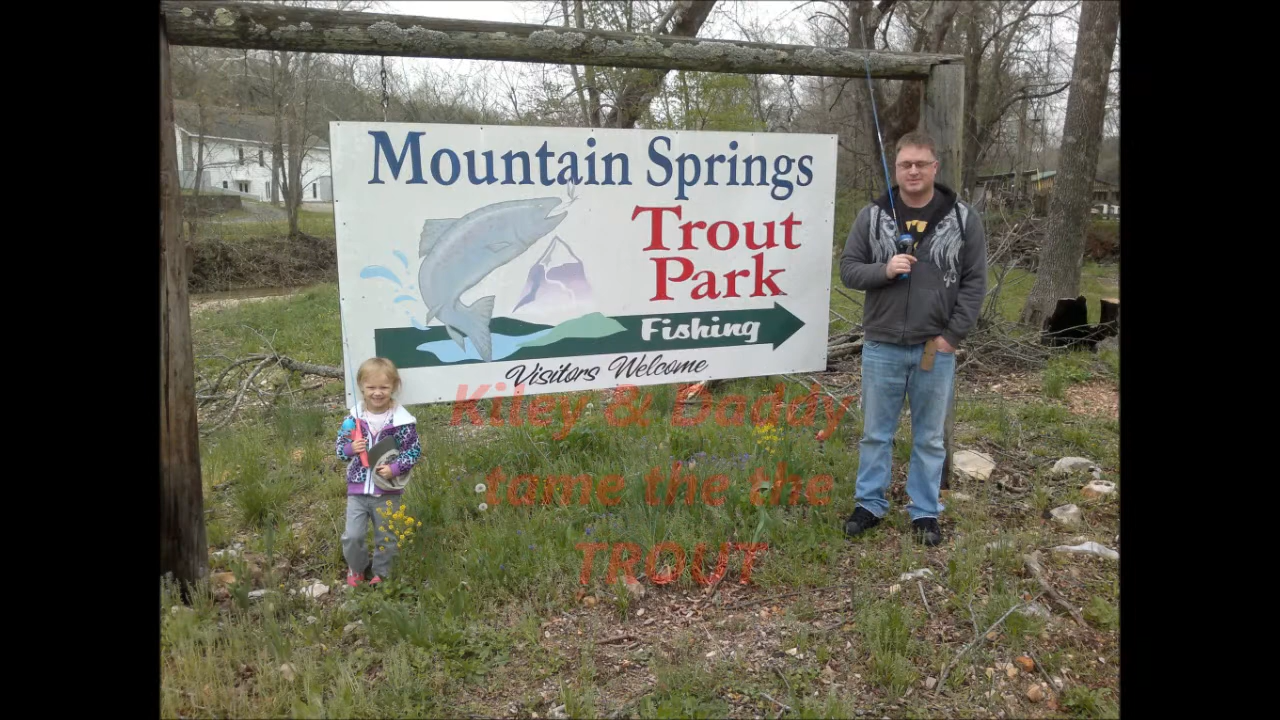 Mountain Springs
Trout
Park
Fishing
Visitors Welcome
Kiley & Daddy
tame the the
TROUT